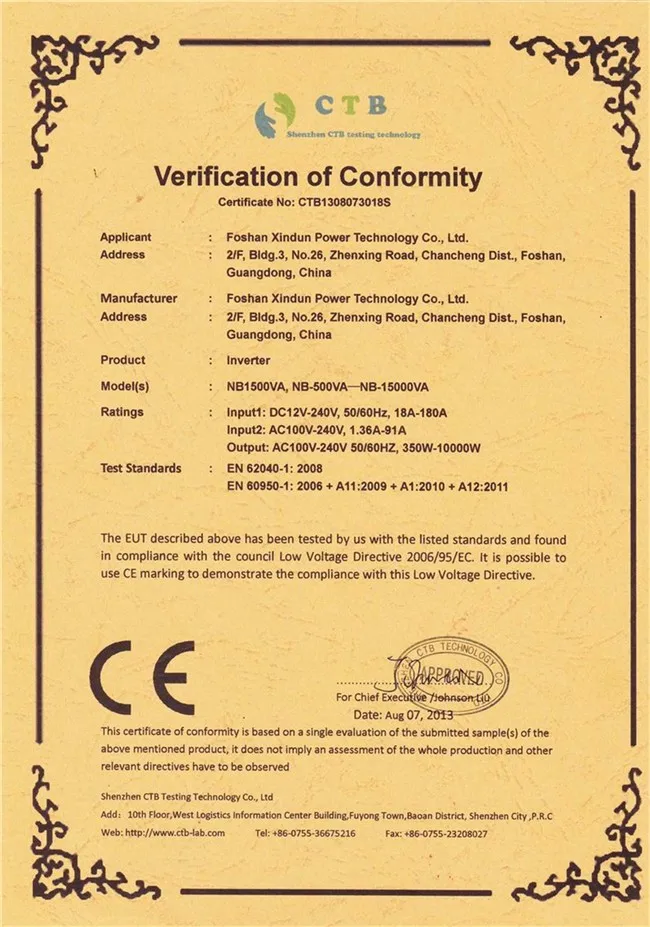 CTB
Shenzhen CTB testing technology
Verification of Conformity
Certificate No: CTB1308073018S
Applicant : Foshan Xindun Power Technology Co., Ltd.
Address : 2/F, Bldg.3, No.26, Zhenxing Road, Chancheng Dist., Foshan,
Guangdong, China
Manufacturer : Foshan Xindun Power Technology Co., Ltd.
Address : 2/F, Bldg.3, No.26, Zhenxing Road, Chancheng Dist., Foshan,
Guangdong, China
Product : Inverter
Model(s) : NB1500VA, NB-500VA—NB-15000VA
Ratings : Input1: DC12V-240V, 50/60Hz, 18A-180A
Input2: AC100V-240V, 1.36A-91A
Output: AC100V-240V 50/60HZ, 350W-10000W
Test Standards : EN 62040-1: 2008
EN 60950-1: 2006 + A11:2009 + A1:2010 + A12:2011
The EUT described above has been tested by us with the listed standards and found
in compliance with the council Low Voltage Directive 2006/95/EC. It is possible to
use CE marking to demonstrate the compliance with this Low Voltage Directive.
CE
CTB TECHNOLOGY CO
APPROVED
For Chief Executive /Johnson Liu
Date: Aug 07, 2013
This certificate of conformity is based on a single evaluation of the submitted sample(s) of the
above mentioned product, it does not imply an assessment of the whole production and other
relevant directives have to be observed
Shenzhen CTB Testing Technology Co., Ltd
Add: 10th Floor,West Logistics Information Center Building,Fuyong Town,Baoan District, Shenzhen City ,P.R.C
Web: http://www.ctb-lab.com Tel: +86-0755-36675216 Fax: +86-0755-23208027